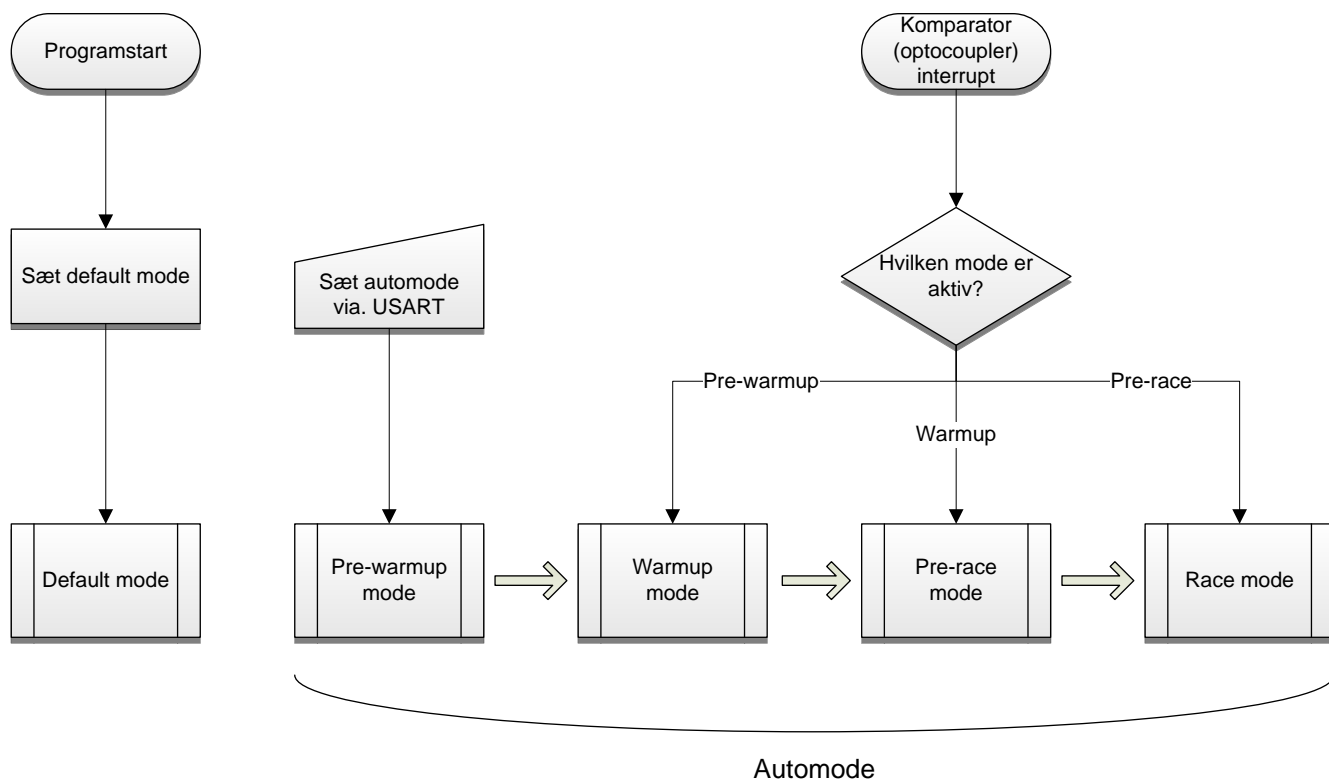 Programstart
Komparator
(optocoupler)
interrupt
Sæt default mode
Sæt automode
via. USART
Hvilken mode er
aktiv?
Pre-warmup
Pre-race
Warmup
Default mode
Pre-warmup
mode
Warmup
mode
Pre-race
mode
Race mode
Automode